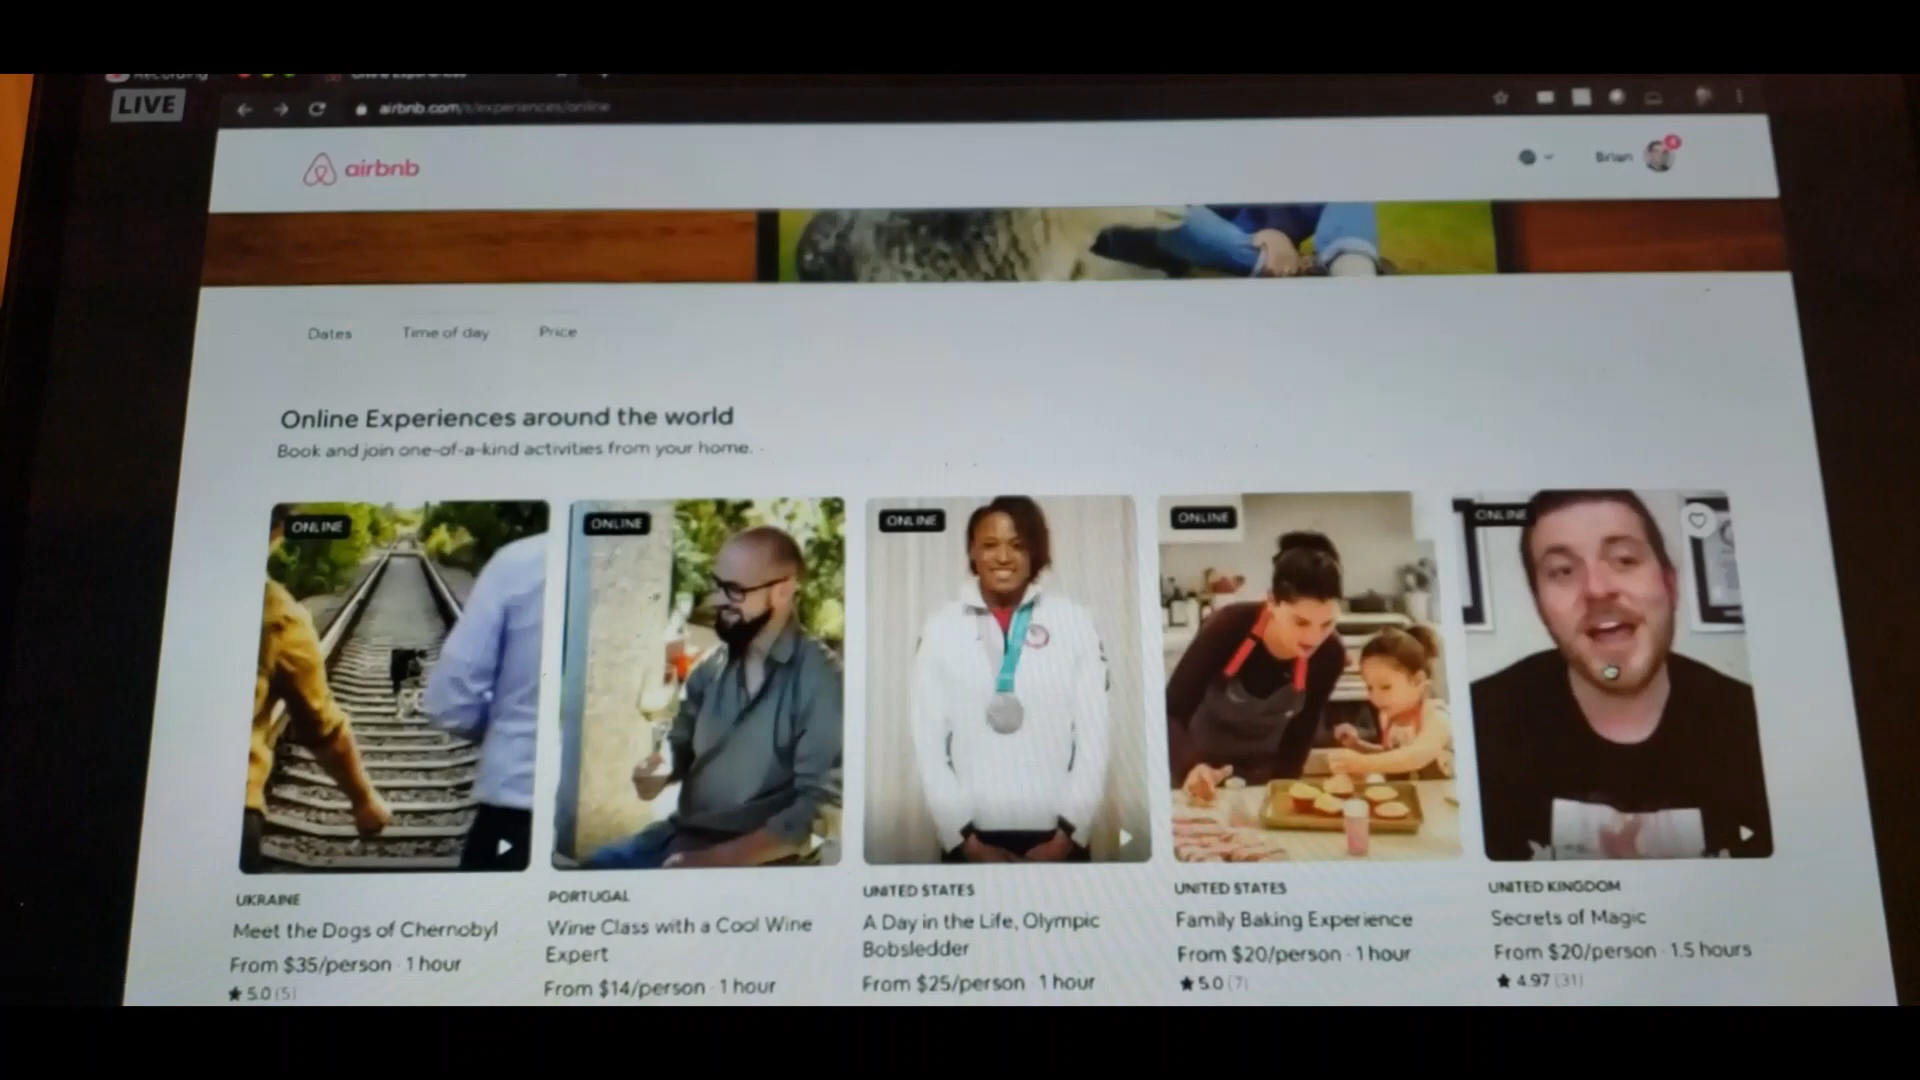 Recording
LIVE
airbnb.com/s/experiences/online
airbnb
Brian
Dates
Time of day
Price
Online Experiences around the world
Book and join one-of-a-kind activities from your home.
ONLINE
ONLINE
ONLINE
ONLINE
ONLINE
UKRAINE
Meet the Dogs of Chernobyl
From $35/person · 1 hour
★ 5.0 (5)
PORTUGAL
Wine Class with a Cool Wine
Expert
From $14/person · 1 hour
UNITED STATES
A Day in the Life, Olympic
Bobsledder
From $25/person · 1 hour
UNITED STATES
Family Baking Experience
From $20/person · 1 hour
★ 5.0 (7)
UNITED KINGDOM
Secrets of Magic
From $20/person · 1.5 hours
★ 4.97 (31)